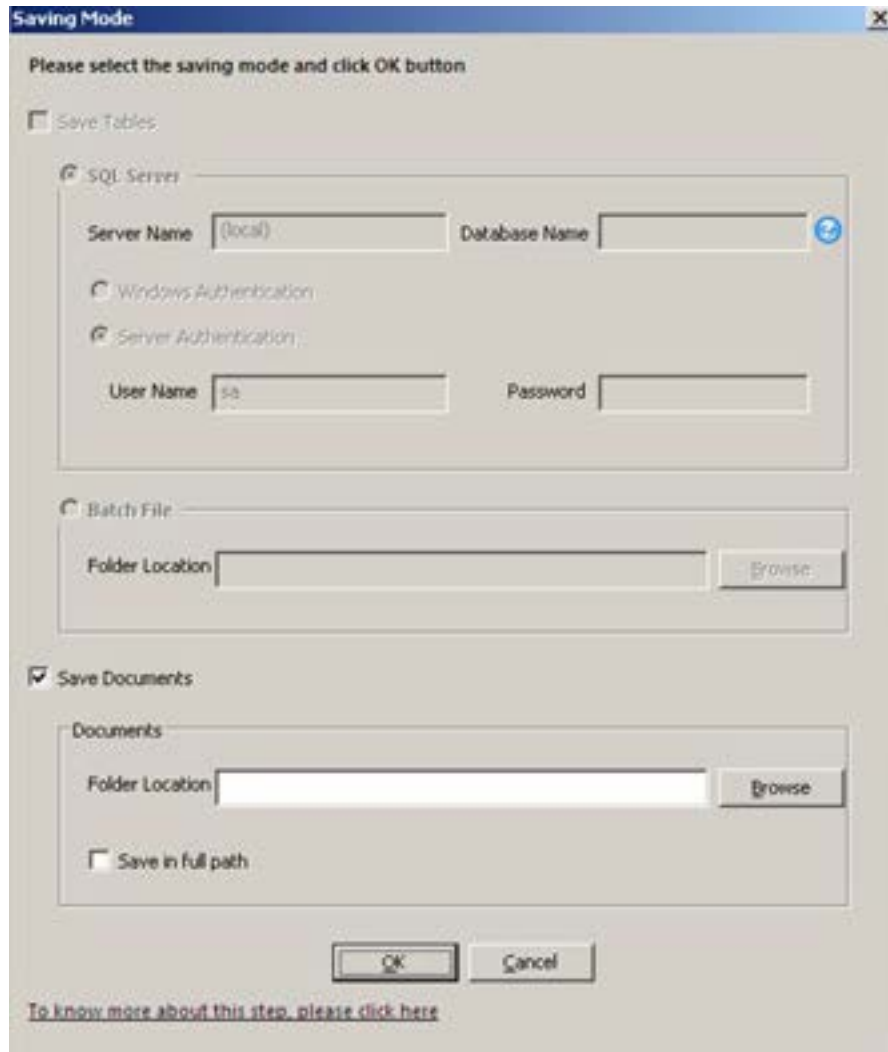 Saving Mode
Please select the saving mode and click OK button
Save Tables
SQL Server
Server Name (local) Database Name
Windows Authentication
Server Authentication
User Name sa Password
Batch File
Folder Location Browse
Save Documents
Documents
Folder Location Browse
Save in full path
OK Cancel
To know more about this step, please click here